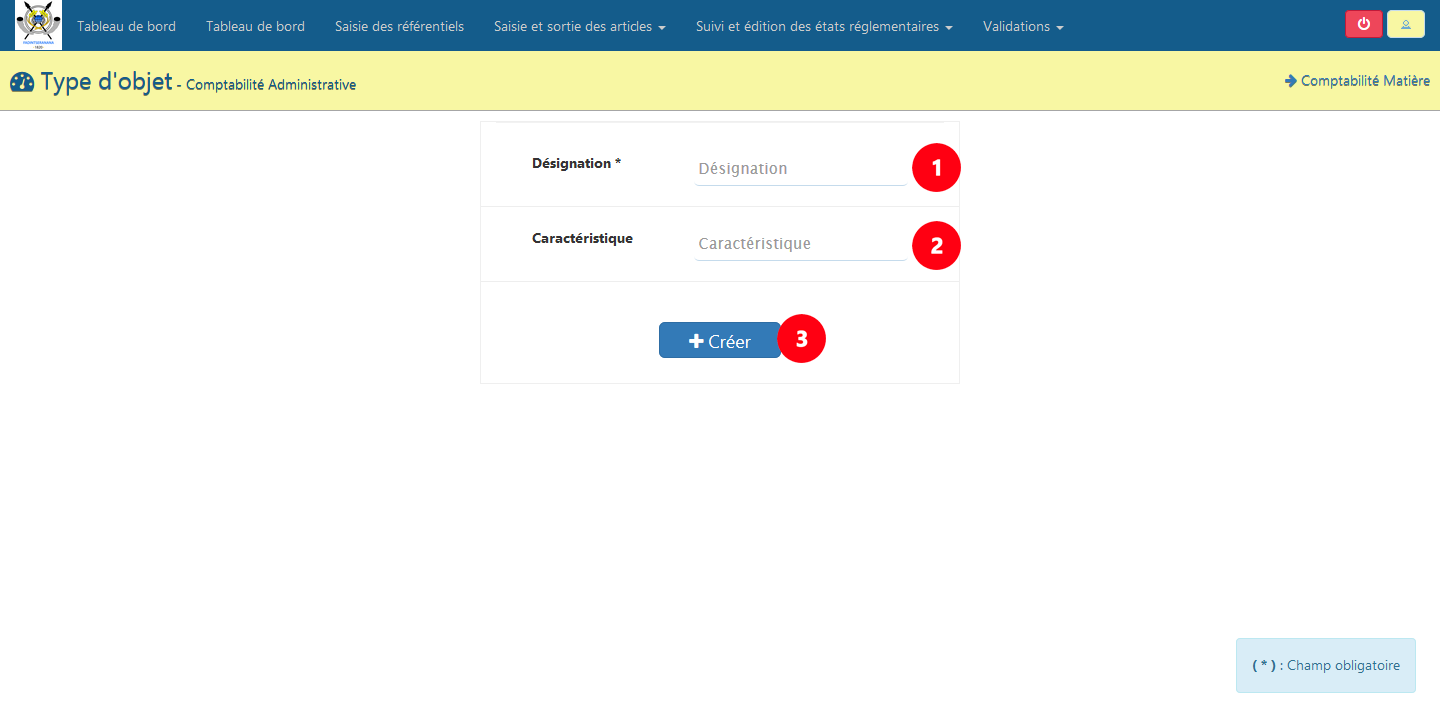 Tableau de bord Tableau de bord Saisie des référentiels Saisie et sortie des articles Suivi et édition des états réglementaires Validations
Type d'objet - Comptabilité Administrative
Comptabilité Matière
Désignation * Désignation 1
Caractéristique Caractéristique 2
Créer 3
( * ) : Champ obligatoire